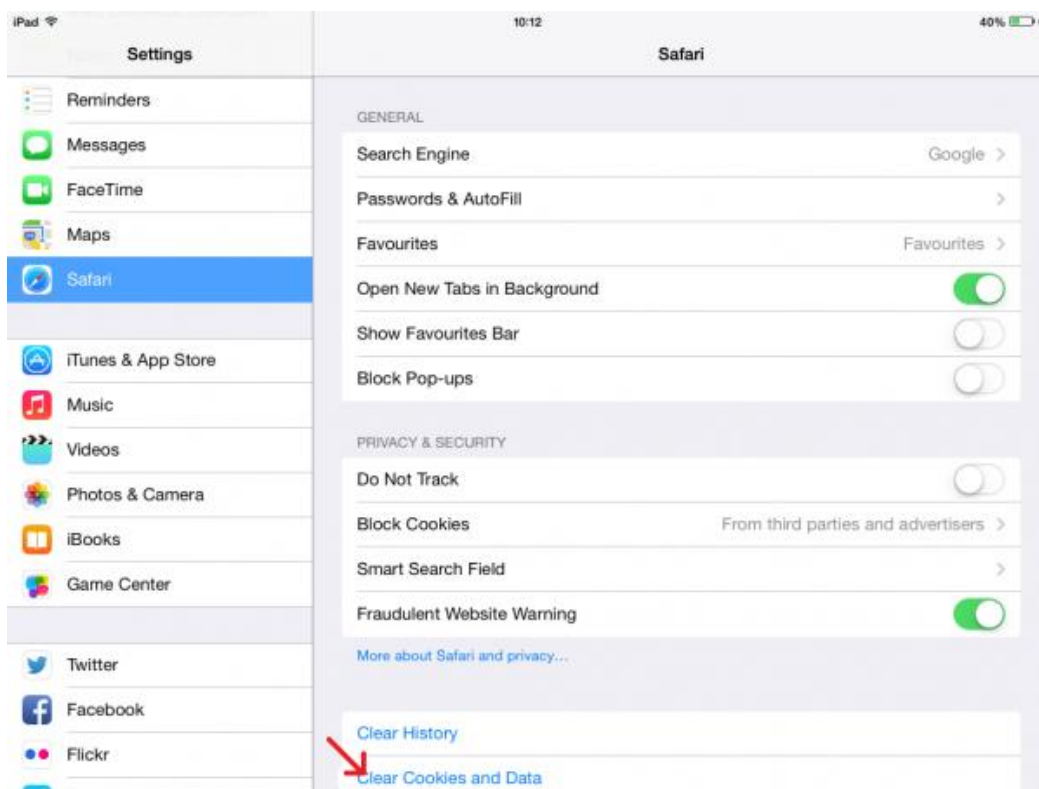 iPad
10:12
40%
Settings
Reminders
Messages
FaceTime
Maps
Safari
iTunes & App Store
Music
Videos
Photos & Camera
iBooks
Game Center
Twitter
Facebook
Flickr
Safari
GENERAL
Search Engine Google
Passwords & AutoFill
Favourites Favourites
Open New Tabs in Background
Show Favourites Bar
Block Pop-ups
PRIVACY & SECURITY
Do Not Track
Block Cookies From third parties and advertisers
Smart Search Field
Fraudulent Website Warning
More about Safari and privacy...
Clear History
Clear Cookies and Data